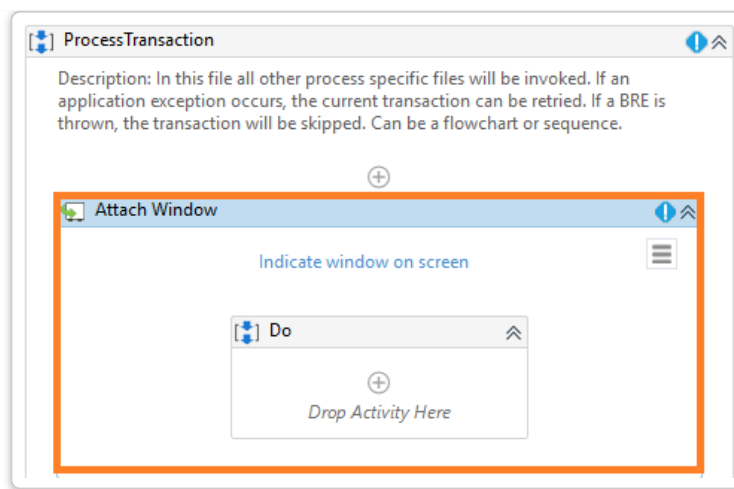 ProcessTransaction
Description: In this file all other process specific files will be invoked. If an
application exception occurs, the current transaction can be retried. If a BRE is
thrown, the transaction will be skipped. Can be a flowchart or sequence.
Attach Window
Indicate window on screen
Do
Drop Activity Here